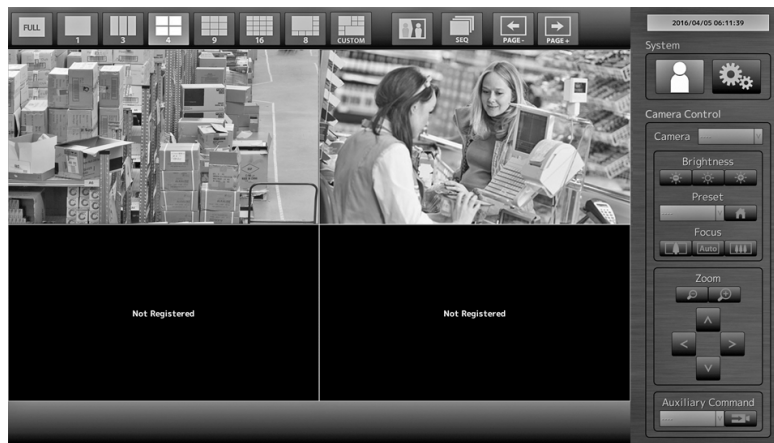 FULL
1
3
4
9
16
8
CUSTOM
SEQ
PAGE -
PAGE +
2016/04/05 06:11:39
System
Camera Control
Camera
Brightness
Preset
Focus
Auto
Zoom
Auxiliary Command
Not Registered
Not Registered